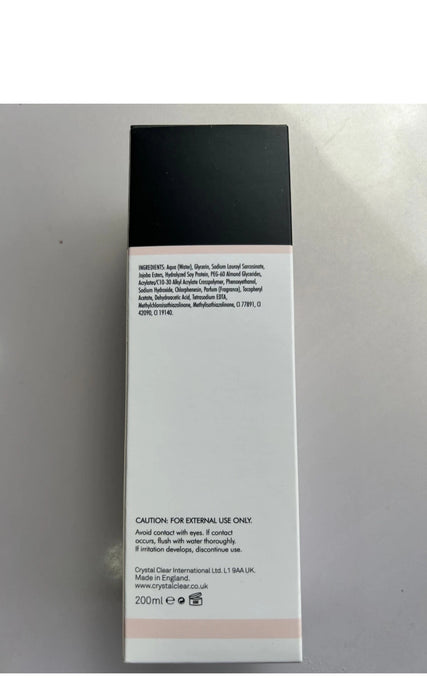 INGREDIENTS: Aqua (Water), Glycerin, Sodium Lauroyl Sarcosinate,
Jojoba Esters, Hydrolyzed Soy Protein, PEG-60 Almond Glycerides,
Acrylates/C10-30 Alkyl Acrylate Crosspolymer, Phenoxyethanol,
Sodium Hydroxide, Chlorphenesin, Parfum (Fragrance), Tocopheryl
Acetate, Dehydroacetic Acid, Tetrasodium EDTA,
Methylchloroisothiazolinone, Methylisothiazolinone, CI 77891, CI
42090, CI 19140.
CAUTION: FOR EXTERNAL USE ONLY.
Avoid contact with eyes. If contact
occurs, flush with water thoroughly.
If irritation develops, discontinue use.
Crystal Clear International Ltd. L1 9AA UK.
Made in England.
www.crystalclear.co.uk
200ml e